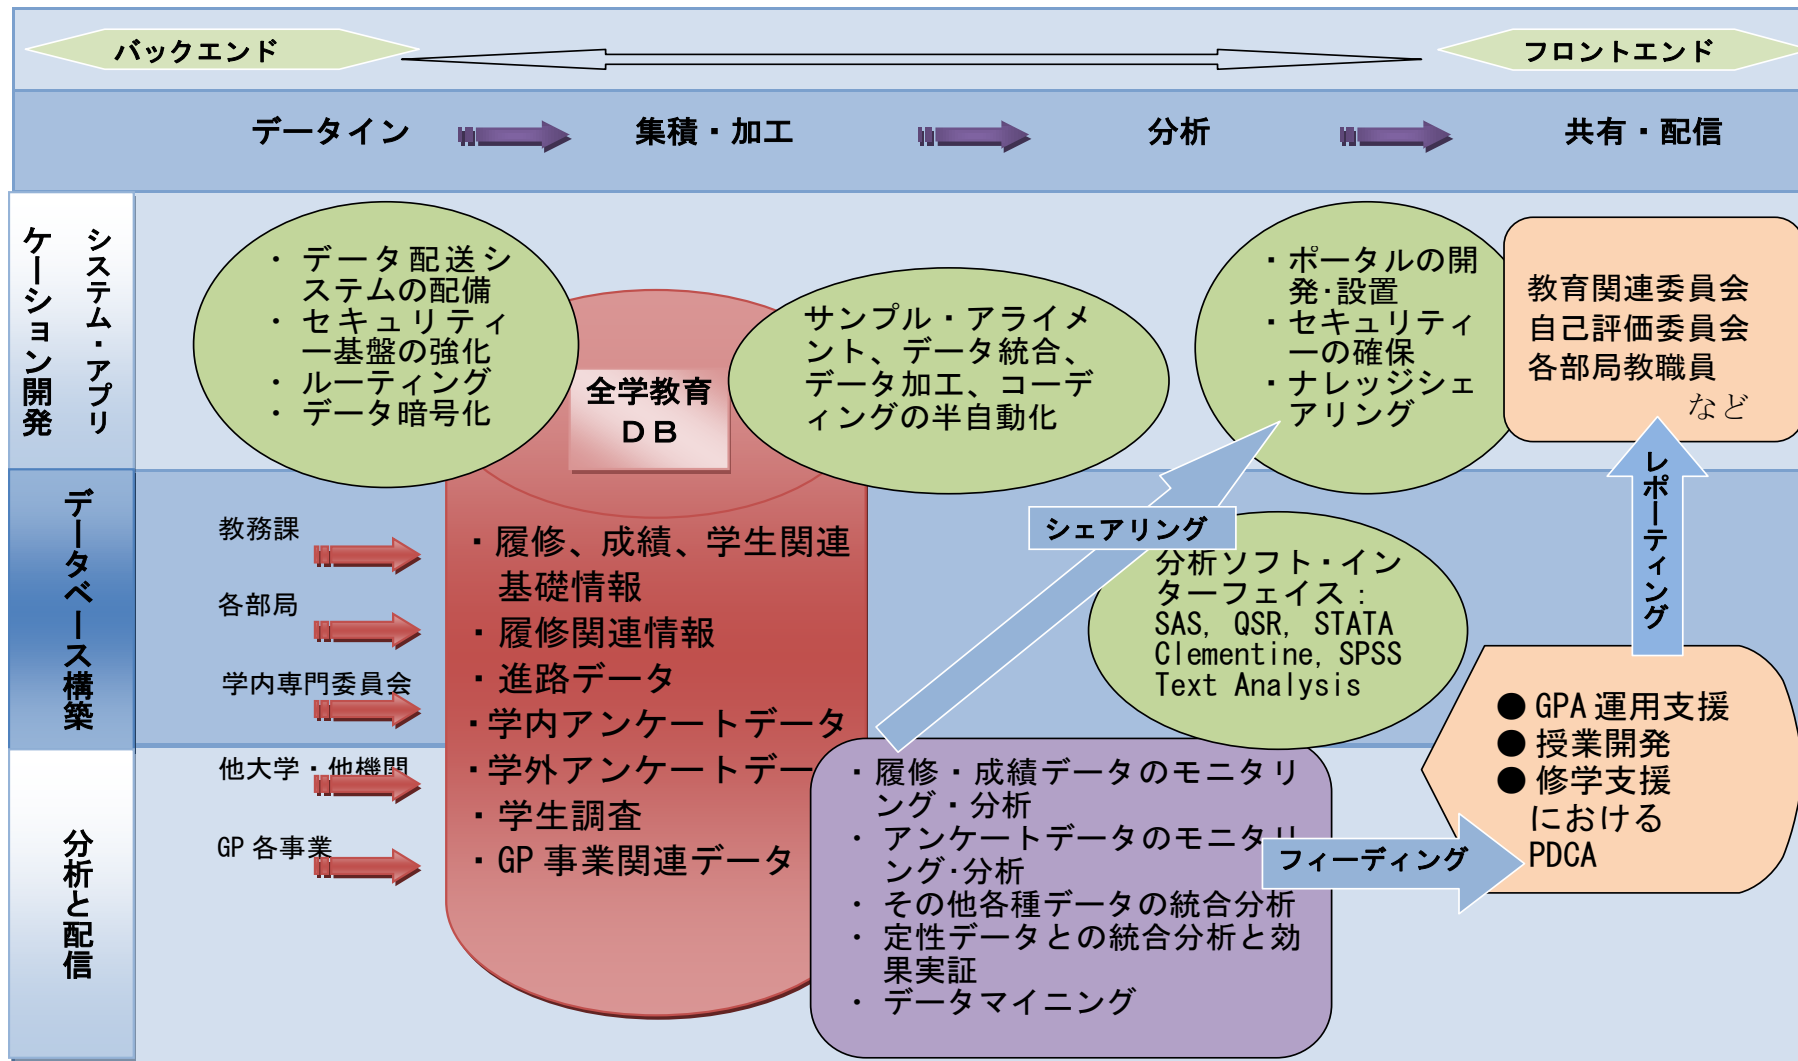 バックエンド
フロントエンド
データイン
集積・加工
分析
共有・配信
システム・アプリ
ケーション開発
・ データ配送シ
ステムの配備
・ セキュリティ
ー基盤の強化
・ ルーティング
・ データ暗号化
全学教育
ＤＢ
サンプル・アライメ
ント、データ統合、
データ加工、コーデ
ィングの半自動化
・ポータルの開
発・設置
・セキュリティ
ーの確保
・ナレッジシェ
アリング
教育関連委員会
自己評価委員会
各部局教職員
など
データベース構築
教務課
各部局
学内専門委員会
他大学・他機関
GP 各事業
・履修、成績、学生関連
基礎情報
・履修関連情報
・進路データ
・学内アンケートデータ
・学外アンケートデー
・学生調査
・GP 事業関連データ
シェアリング
分析ソフト・イン
ターフェイス：
SAS, QSR, STATA
Clementine, SPSS
Text Analysis
レポーティング
分析と配信
・履修・成績データのモニタリ
ング・分析
・ アンケートデータのモニタリ
ング・分析
・ その他各種データの統合分析
・ 定性データとの統合分析と効
果実証
・ データマイニング
フィーディング
● GPA 運用支援
● 授業開発
● 修学支援
における
PDCA